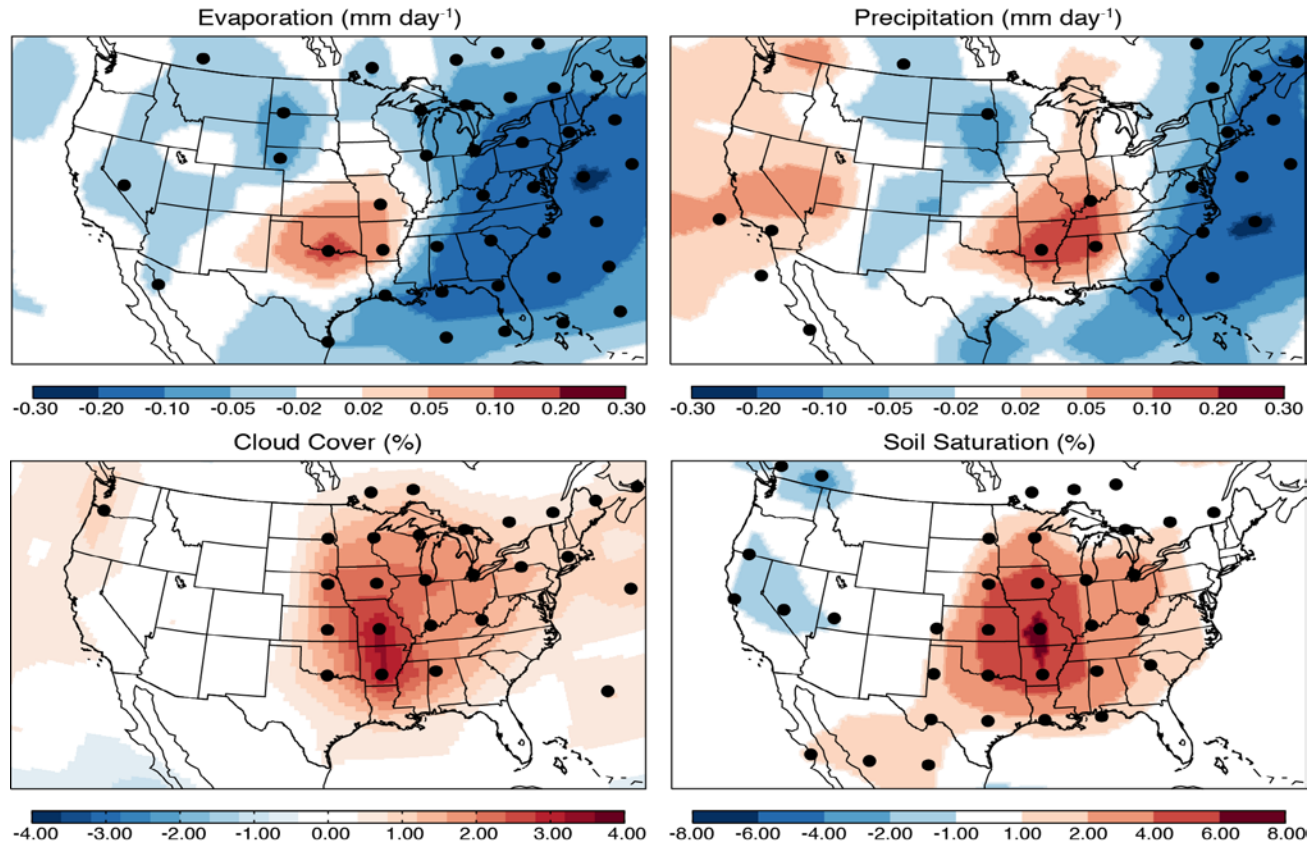 Evaporation (mm day-1)
Precipitation (mm day-1)
-0.30 -0.20 -0.10 -0.05 -0.02 0.02 0.05 0.10 0.20 0.30
-0.30 -0.20 -0.10 -0.05 -0.02 0.02 0.05 0.10 0.20 0.30
Cloud Cover (%)
Soil Saturation (%)
-4.00 -3.00 -2.00 -1.00 0.00 1.00 2.00 3.00 4.00
-8.00 -6.00 -4.00 -2.00 -1.00 1.00 2.00 4.00 6.00 8.00